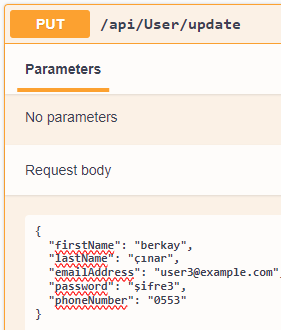 PUT /api/User/update
Parameters
No parameters
Request body
{
"firstName": "berkay",
"lastName": "çınar",
"emailAddress": "user3@example.com",
"password": "şifre3",
"phoneNumber": "0553"
}